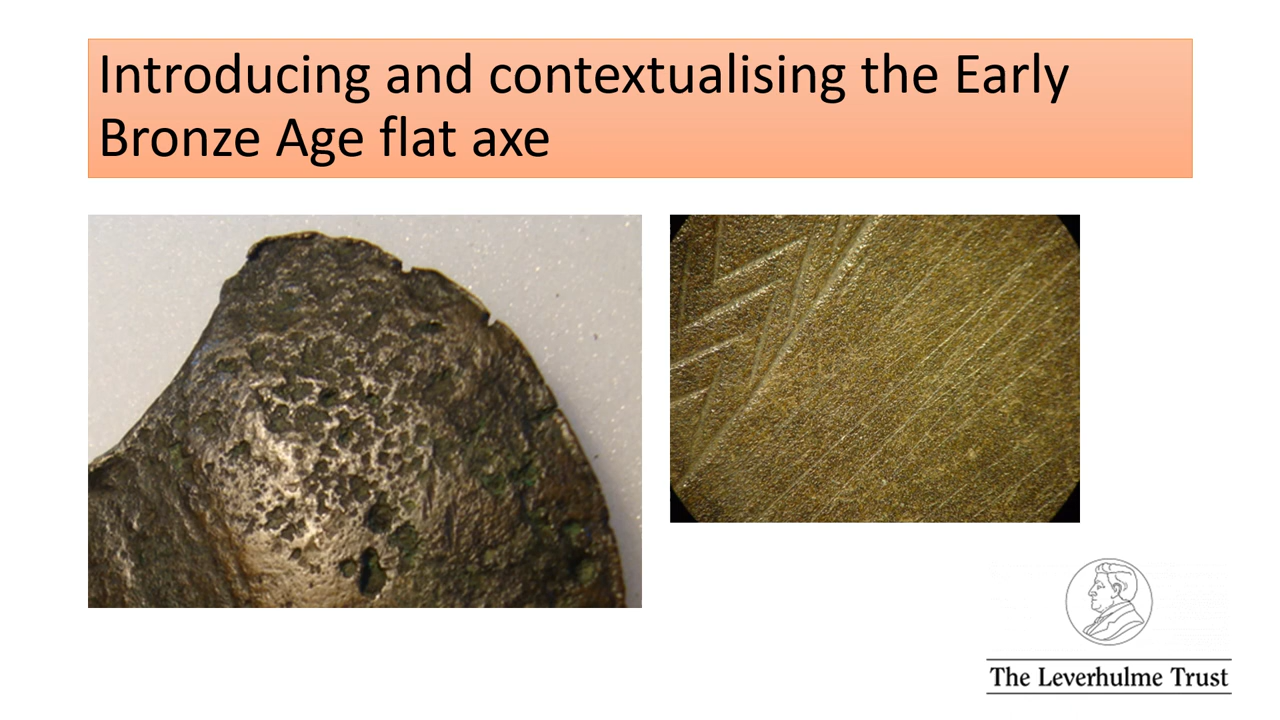 Introducing and contextualising the Early
Bronze Age flat axe
The Leverhulme Trust